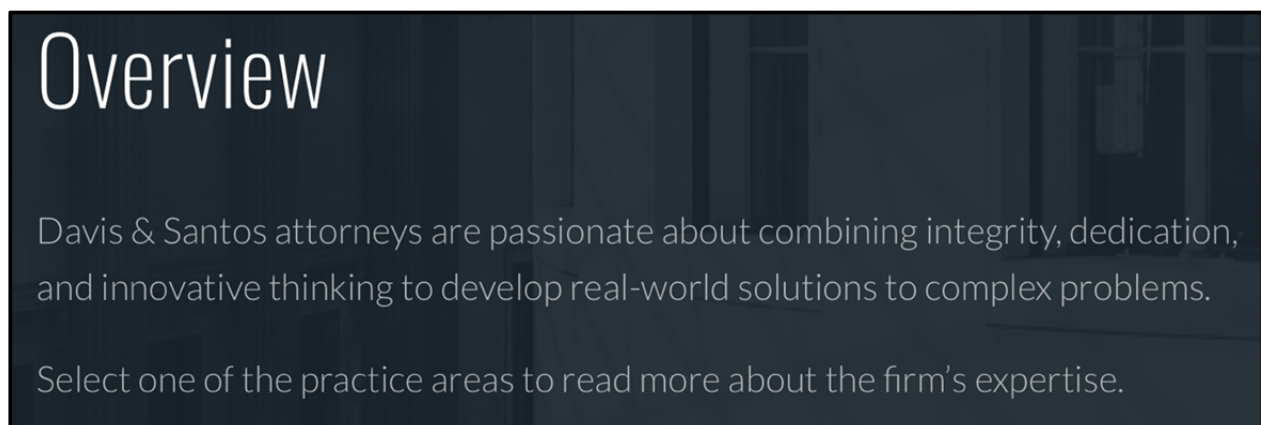 Overview
Davis & Santos attorneys are passionate about combining integrity, dedication,
and innovative thinking to develop real-world solutions to complex problems.
Select one of the practice areas to read more about the firm’s expertise.